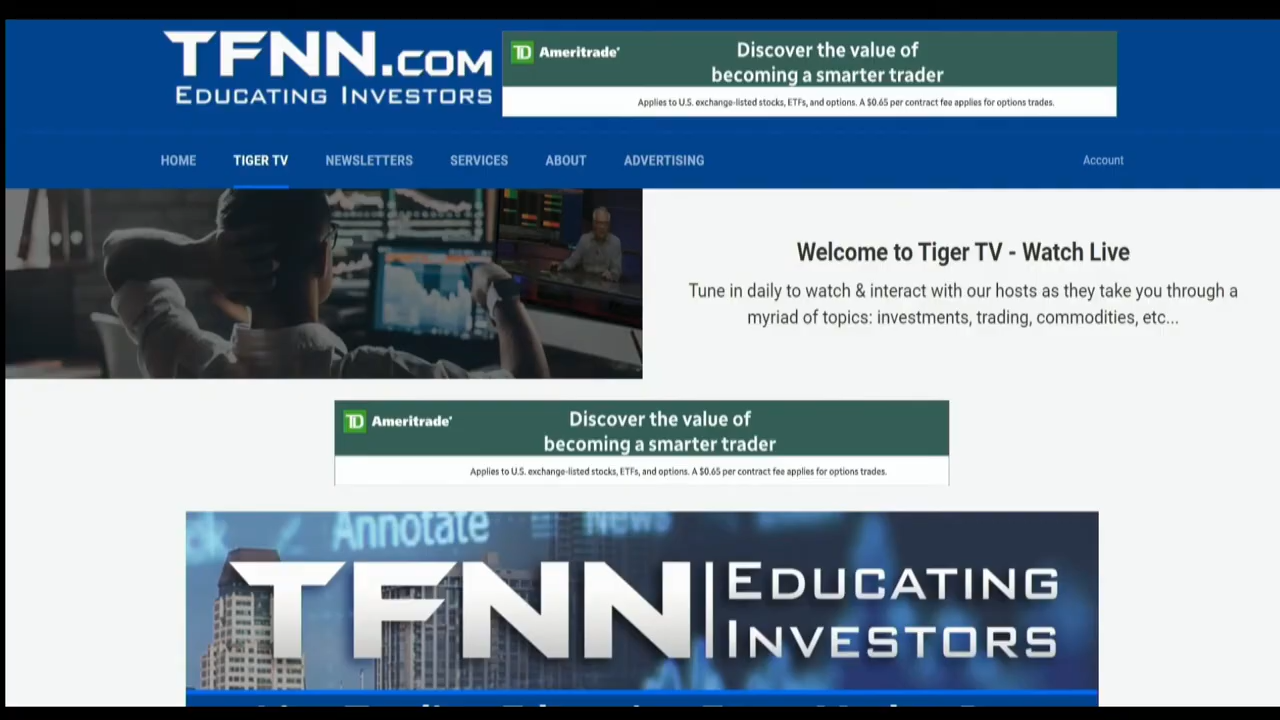 TFNN.COM
EDUCATING INVESTORS
TD Ameritrade
Discover the value of
becoming a smarter trader
Applies to U.S. exchange-listed stocks, ETFs, and options. A $0.65 per contract fee applies for options trades.
HOME TIGER TV NEWSLETTERS SERVICES ABOUT ADVERTISING Account
Welcome to Tiger TV - Watch Live
Tune in daily to watch & interact with our hosts as they take you through a
myriad of topics: investments, trading, commodities, etc...
TD Ameritrade
Discover the value of
becoming a smarter trader
Applies to U.S. exchange-listed stocks, ETFs, and options. A $0.65 per contract fee applies for options trades.
Annotate News
TFNN
EDUCATING
INVESTORS